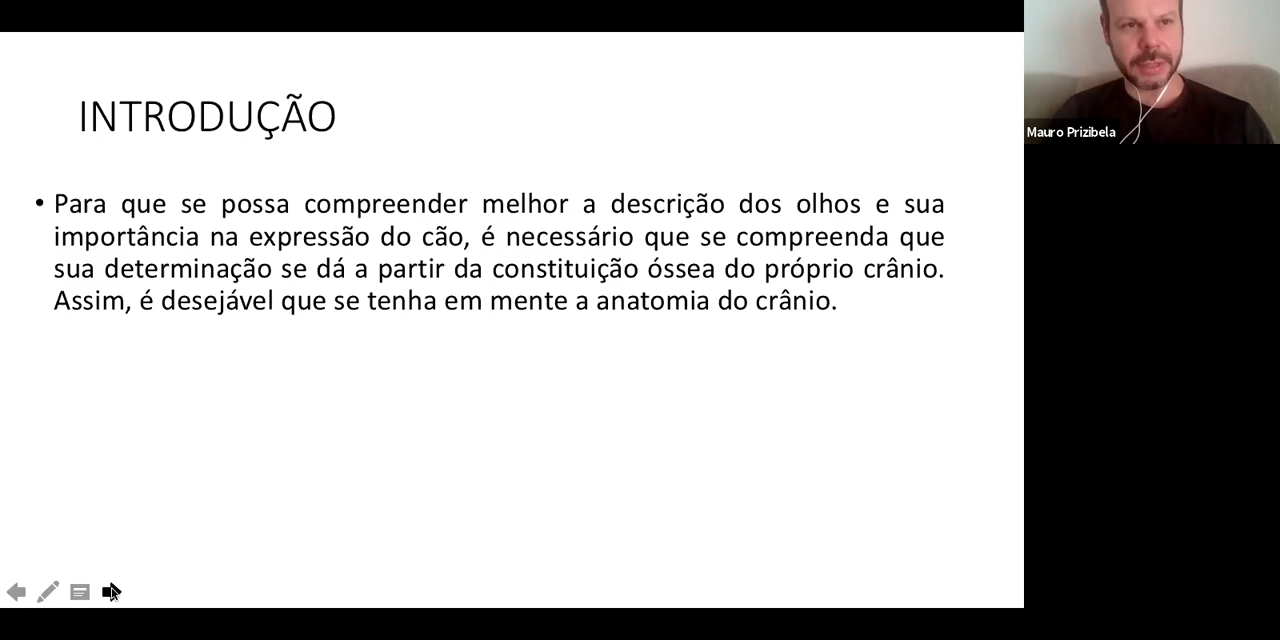 INTRODUÇÃO
• Para que se possa compreender melhor a descrição dos olhos e sua
importância na expressão do cão, é necessário que se compreenda que
sua determinação se dá a partir da constituição óssea do próprio crânio.
Assim, é desejável que se tenha em mente a anatomia do crânio.
Mauro Prizibela